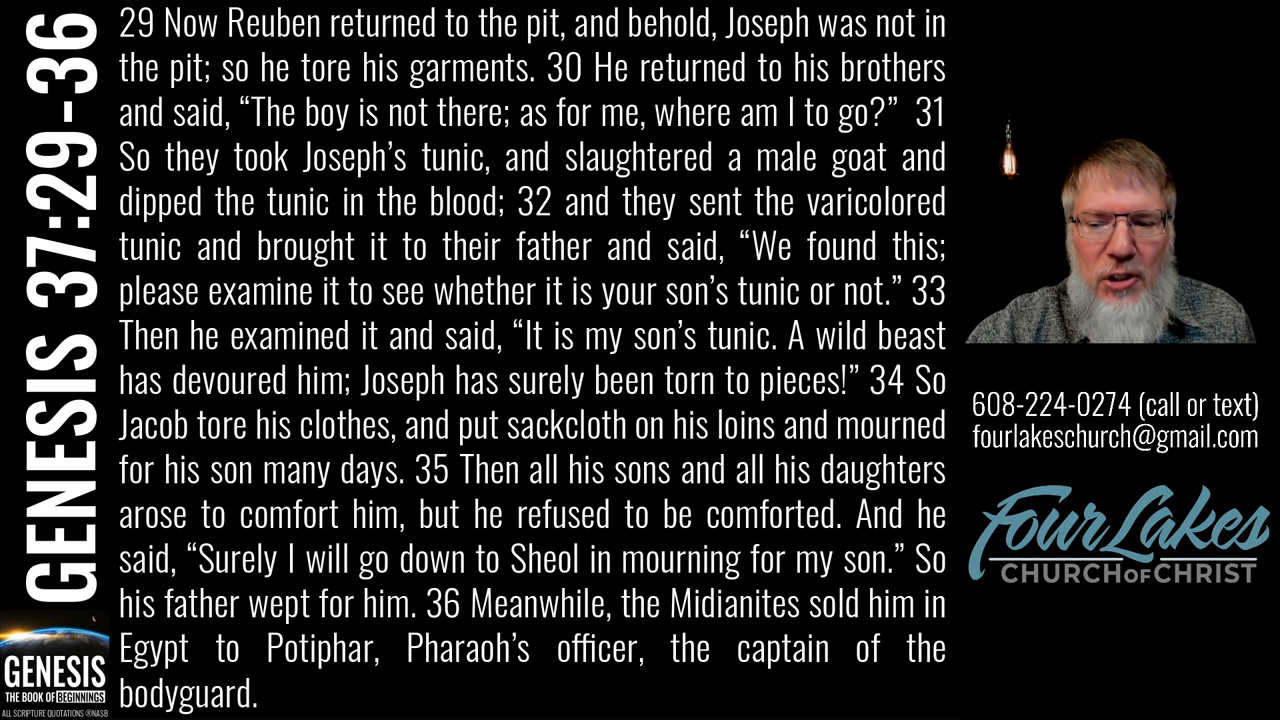 GENESIS 37:29-36
29 Now Reuben returned to the pit, and behold, Joseph was not in
the pit; so he tore his garments. 30 He returned to his brothers
and said, “The boy is not there; as for me, where am I to go?” 31
So they took Joseph’s tunic, and slaughtered a male goat and
dipped the tunic in the blood; 32 and they sent the varicolored
tunic and brought it to their father and said, “We found this;
please examine it to see whether it is your son’s tunic or not.” 33
Then he examined it and said, “It is my son’s tunic. A wild beast
has devoured him; Joseph has surely been torn to pieces!” 34 So
Jacob tore his clothes, and put sackcloth on his loins and mourned
for his son many days. 35 Then all his sons and all his daughters
arose to comfort him, but he refused to be comforted. And he
said, “Surely I will go down to Sheol in mourning for my son.” So
his father wept for him. 36 Meanwhile, the Midianites sold him in
Egypt to Potiphar, Pharaoh’s officer, the captain of the
bodyguard.
GENESIS
THE BOOK OF BEGINNINGS
ALL SCRIPTURE QUOTATIONS ®NASB
608-224-0274 (call or text)
fourlakeschurch@gmail.com
Four Lakes
CHURCH OF CHRIST